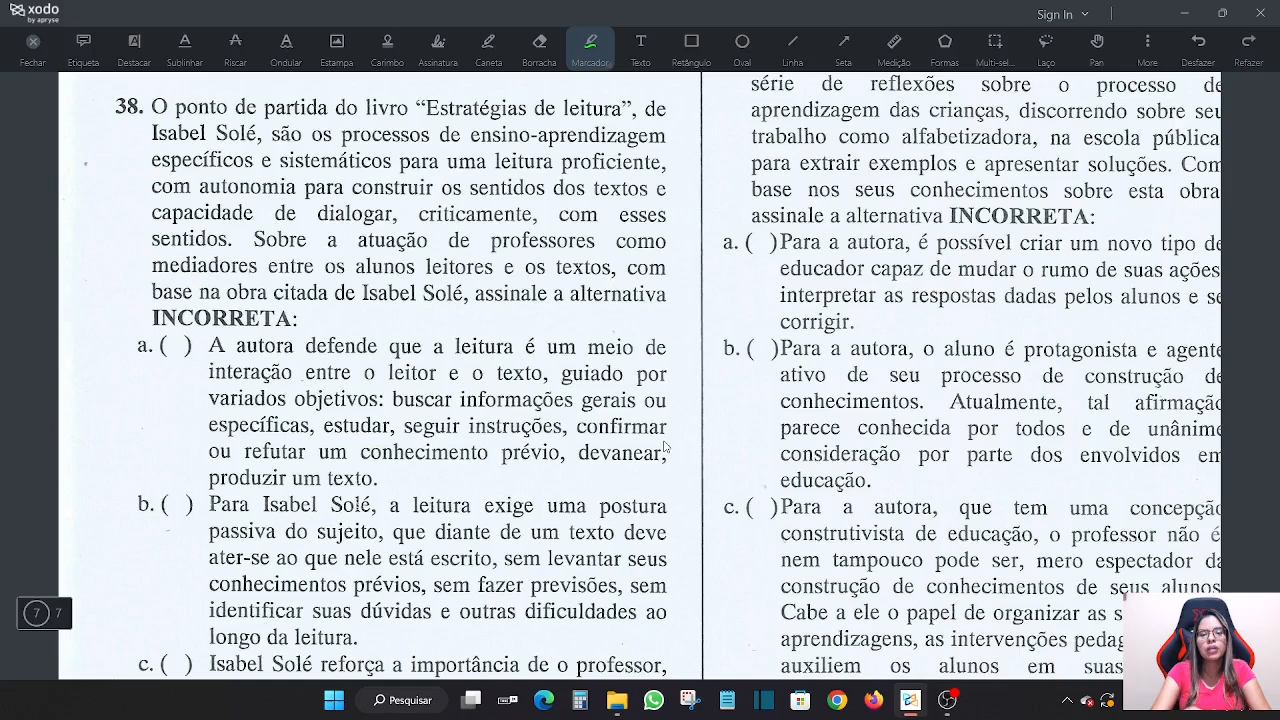 xodo
by apryse
Sign In
Fechar
Etiqueta
Destacar
Sublinhar
Riscar
Ondular
Estampa
Carimbo
Assinatura
Caneta
Borracha
Marcador
Texto
Retângulo
Oval
Linha
Seta
Medição
Formas
Multi-sel...
Laço
Pan
More
Desfazer
Refazer
38. O ponto de partida do livro “Estratégias de leitura”, de
Isabel Solé, são os processos de ensino-aprendizagem
específicos e sistemáticos para uma leitura proficiente,
com autonomia para construir os sentidos dos textos e
capacidade de dialogar, criticamente, com esses
sentidos. Sobre a atuação de professores como
mediadores entre os alunos leitores e os textos, com
base na obra citada de Isabel Solé, assinale a alternativa
INCORRETA:
a. ( ) A autora defende que a leitura é um meio de
interação entre o leitor e o texto, guiado por
variados objetivos: buscar informações gerais ou
específicas, estudar, seguir instruções, confirmar
ou refutar um conhecimento prévio, devanear,
produzir um texto.
b. ( ) Para Isabel Solé, a leitura exige uma postura
passiva do sujeito, que diante de um texto deve
ater-se ao que nele está escrito, sem levantar seus
conhecimentos prévios, sem fazer previsões, sem
identificar suas dúvidas e outras dificuldades ao
longo da leitura.
c. ( ) Isabel Solé reforça a importância de o professor,
série de reflexões sobre o processo de
aprendizagem das crianças, discorrendo sobre seu
trabalho como alfabetizadora, na escola pública
para extrair exemplos e apresentar soluções. Com
base nos seus conhecimentos sobre esta obra
assinale a alternativa INCORRETA:
a. ( ) Para a autora, é possível criar um novo tipo de
educador capaz de mudar o rumo de suas ações
interpretar as respostas dadas pelos alunos e se
corrigir.
b. ( ) Para a autora, o aluno é protagonista e agente
ativo de seu processo de construção de
conhecimentos. Atualmente, tal afirmação
parece conhecida por todos e de unânime
consideração por parte dos envolvidos em
educação.
c. ( ) Para a autora, que tem uma concepção
construtivista de educação, o professor não é
nem tampouco pode ser, mero espectador da
construção de conhecimentos de seus alunos
Cabe a ele o papel de organizar as
aprendizagens, as intervenções
auxiliem os alunos em suas
7 7
Pesquisar